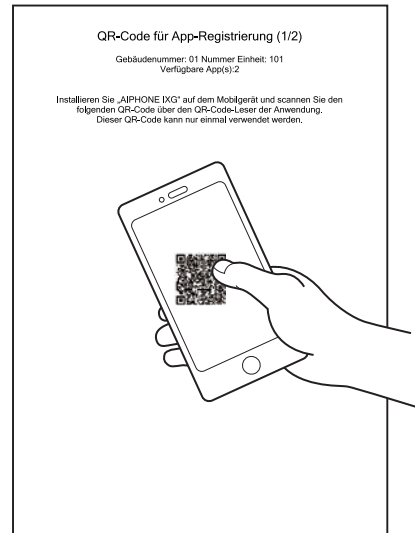 QR-Code für App-Registrierung (1/2)
Gebäudenummer: 01 Nummer Einheit: 101
Verfügbare App(s):2
Installieren Sie „AIPHONE IXG“ auf dem Mobilgerät und scannen Sie den
folgenden QR-Code über den QR-Code-Leser der Anwendung.
Dieser QR-Code kann nur einmal verwendet werden.